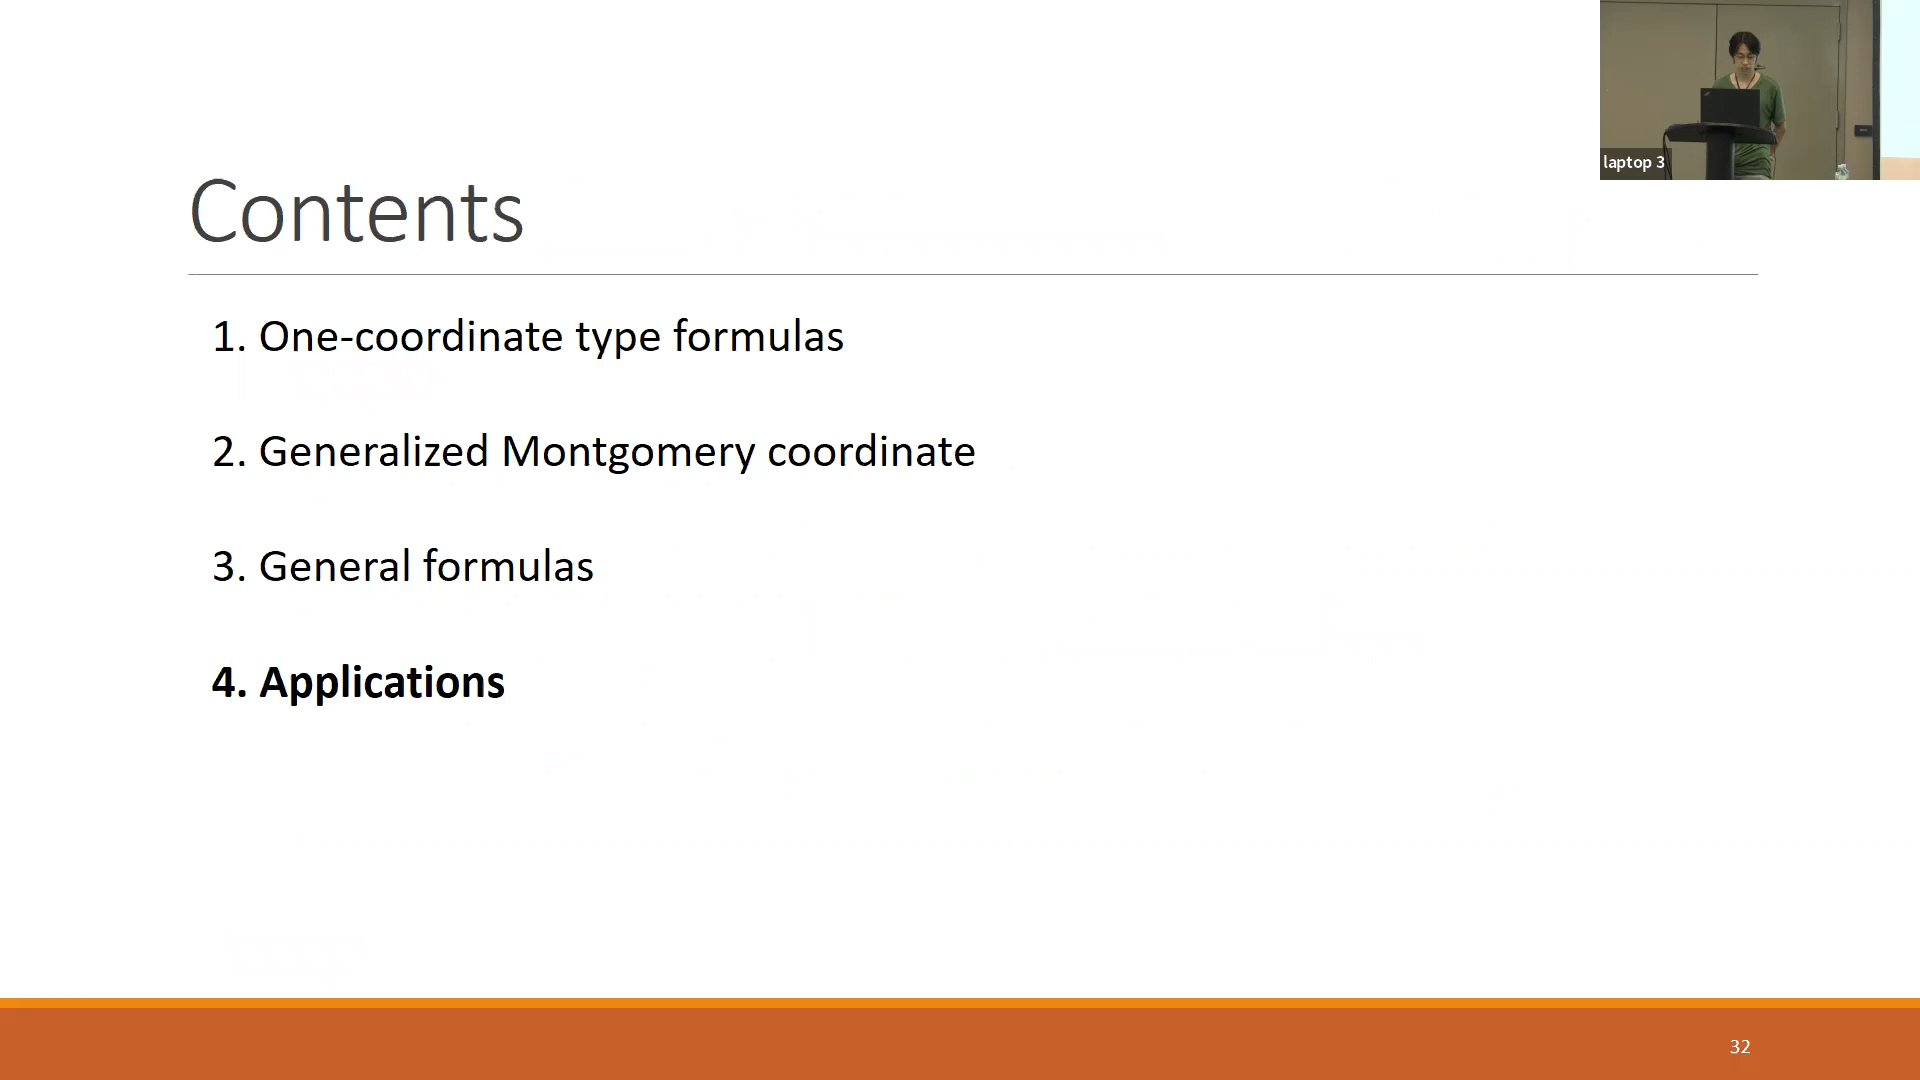 laptop 3
Contents
1. One-coordinate type formulas
2. Generalized Montgomery coordinate
3. General formulas
4. Applications
32